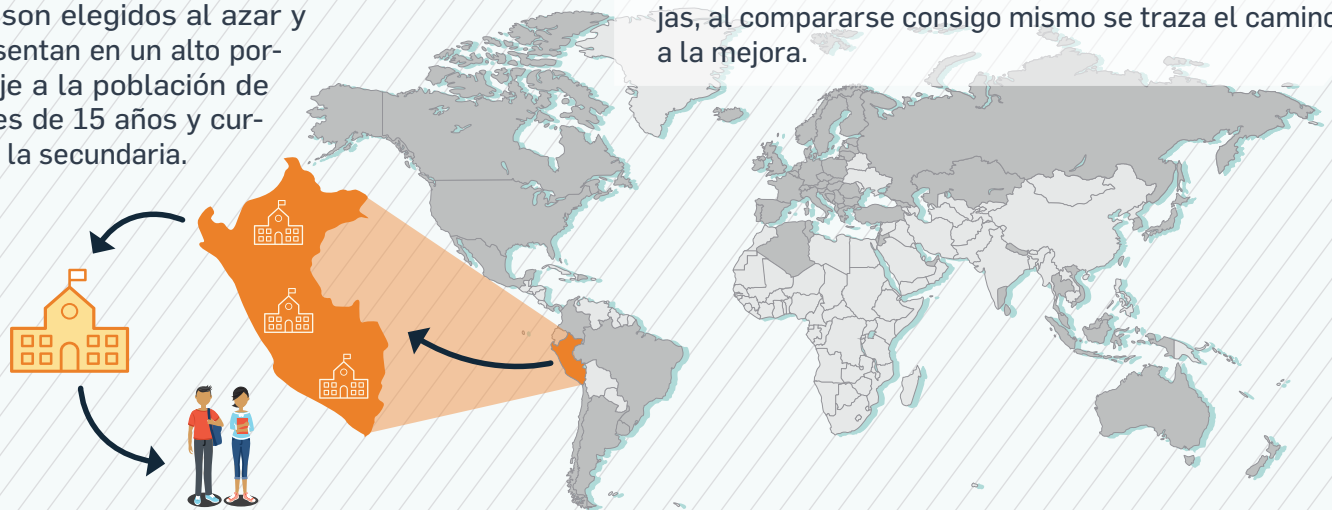 son elegidos al azar y
sentan en un alto por-
je a la población de
es de 15 años y cur-
la secundaria.
jas, al compararse consigo mismo se traza el camino
a la mejora.